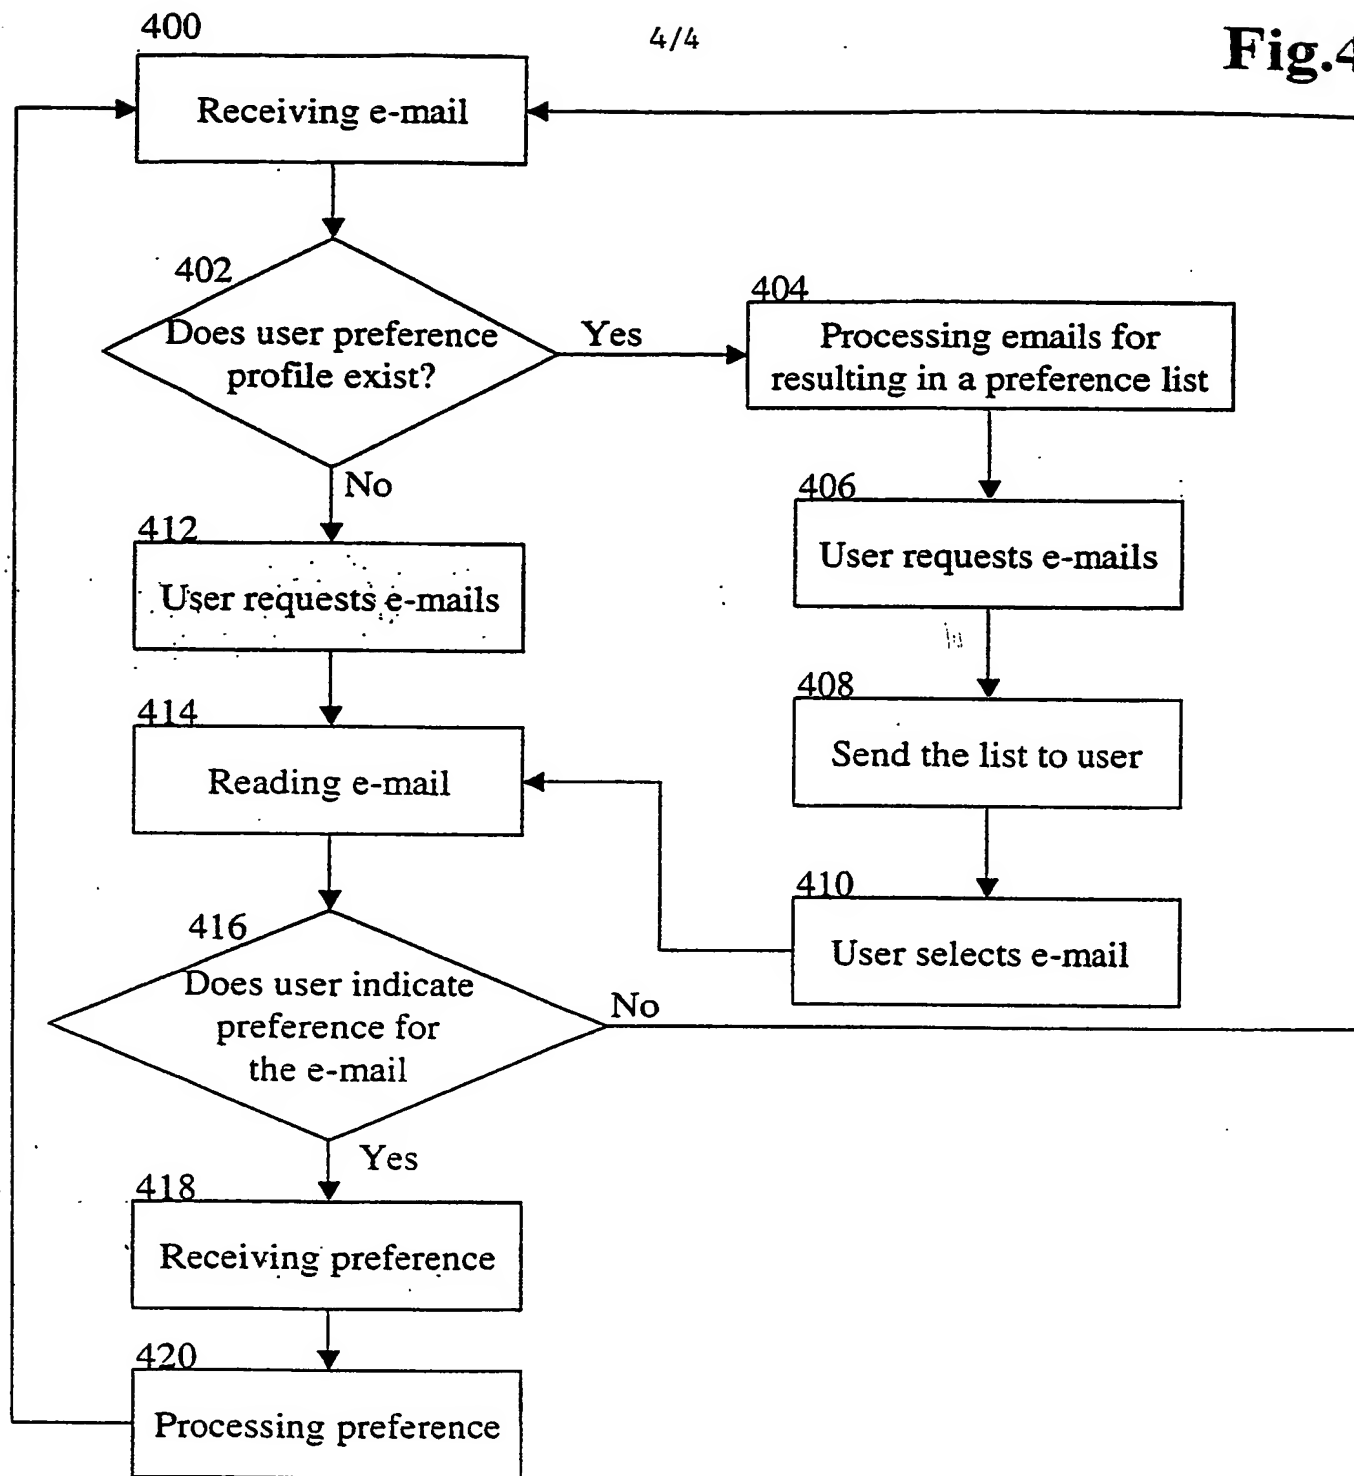 400
4/4
Fig.4
Receiving e-mail
402
Does user preference
profile exist?
Yes
404
Processing emails for
resulting in a preference list
No
406
User requests e-mails
412
User requests e-mails
408
Send the list to user
414
Reading e-mail
410
User selects e-mail
416
Does user indicate
preference for
the e-mail
No
Yes
418
Receiving preference
420
Processing preference